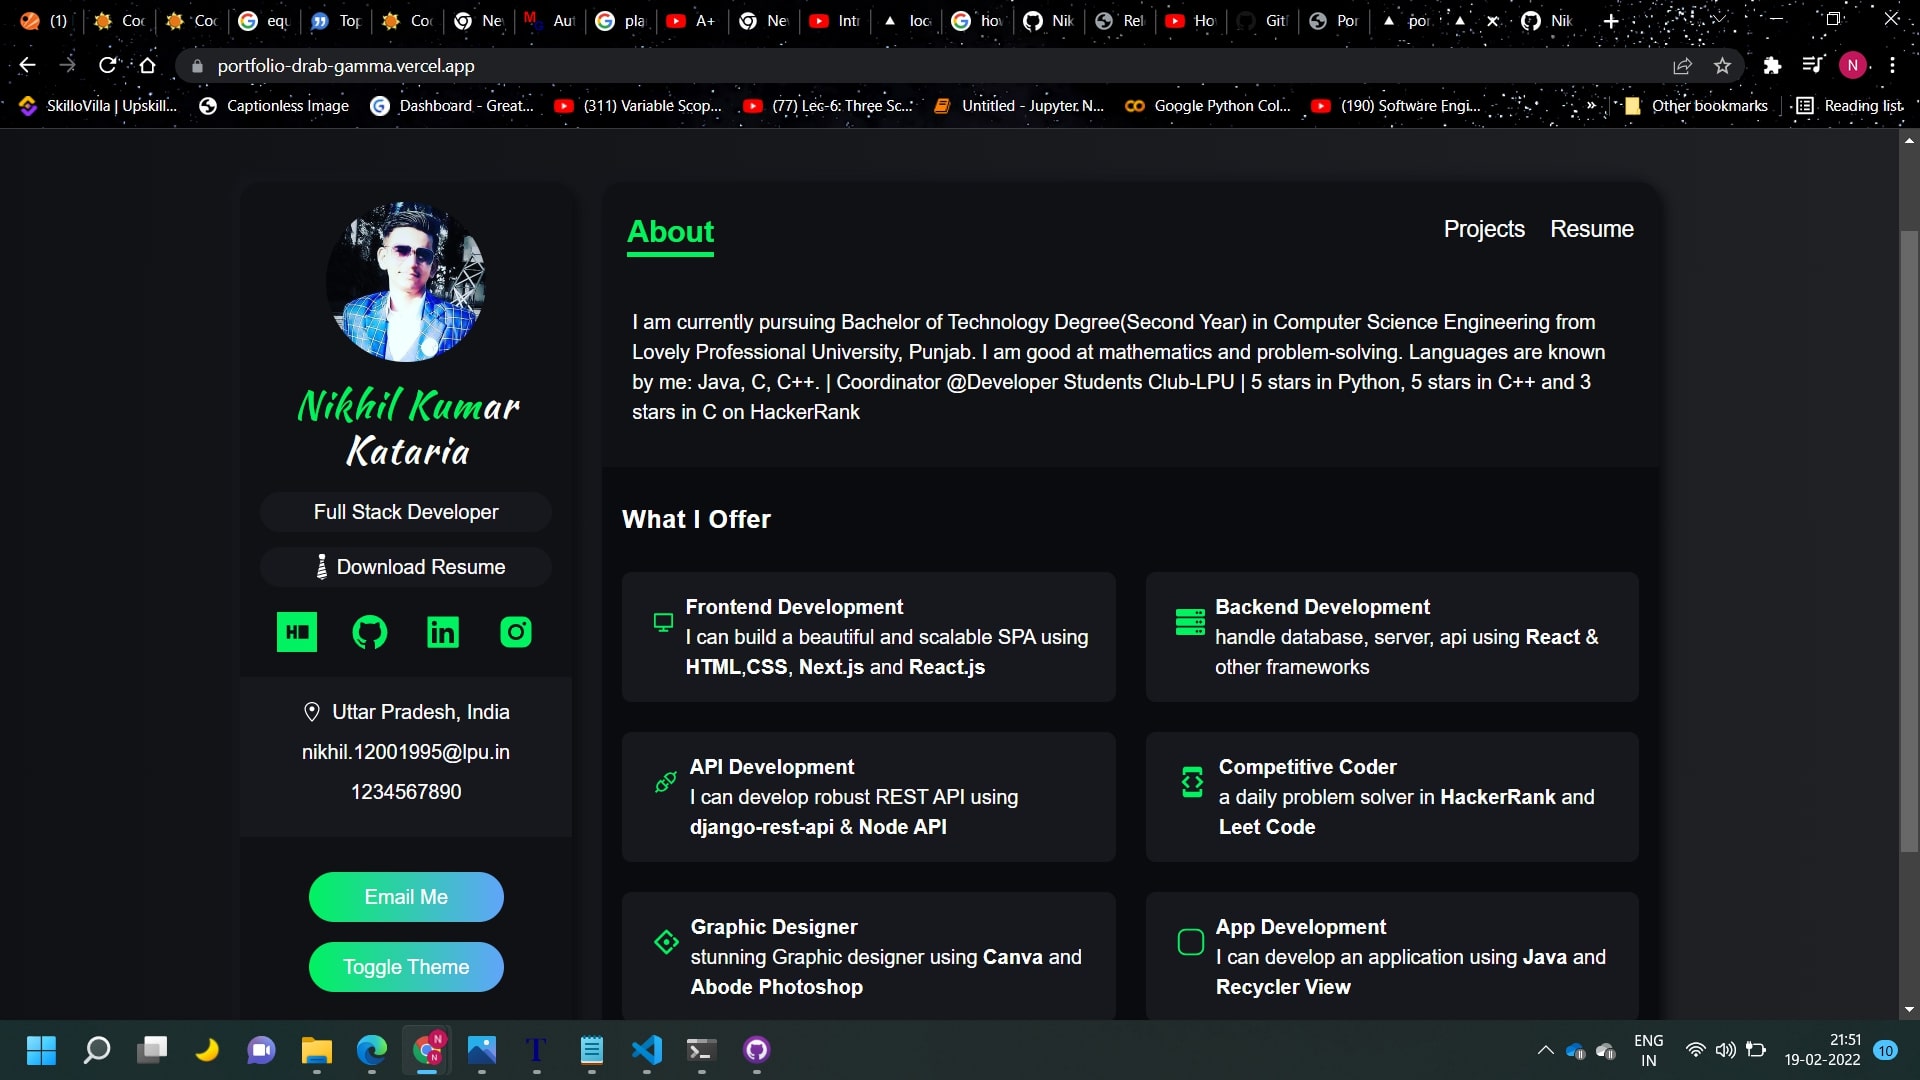 (1)
Coc
Coc
equ
Top
Coc
Nev
Aut
pla
A+
Nev
Intr
loc
hov
Nik
Rel
Hov
Git
Por
por
Nik
portfolio-drab-gamma.vercel.app
N
SkilloVilla | Upskill...
Captionless Image
Dashboard - Great...
(311) Variable Scop...
(77) Lec-6: Three Sc...
Untitled - Jupyter N...
Google Python Col...
(190) Software Engi...
»
Other bookmarks
Reading list
About
Projects
Resume
I am currently pursuing Bachelor of Technology Degree(Second Year) in Computer Science Engineering from
Lovely Professional University, Punjab. I am good at mathematics and problem-solving. Languages are known
by me: Java, C, C++. | Coordinator @Developer Students Club-LPU | 5 stars in Python, 5 stars in C++ and 3
stars in C on HackerRank
Nikhil Kumar
Kataria
Full Stack Developer
Download Resume
H
in
Uttar Pradesh, India
nikhil.12001995@lpu.in
1234567890
Email Me
Toggle Theme
What I Offer
Frontend Development
I can build a beautiful and scalable SPA using
HTML,CSS, Next.js and React.js
Backend Development
handle database, server, api using React &
other frameworks
API Development
I can develop robust REST API using
django-rest-api & Node API
Competitive Coder
a daily problem solver in HackerRank and
Leet Code
Graphic Designer
stunning Graphic designer using Canva and
Abode Photoshop
App Development
I can develop an application using Java and
Recycler View
N
N
T
ENG
IN
21:51
19-02-2022
10